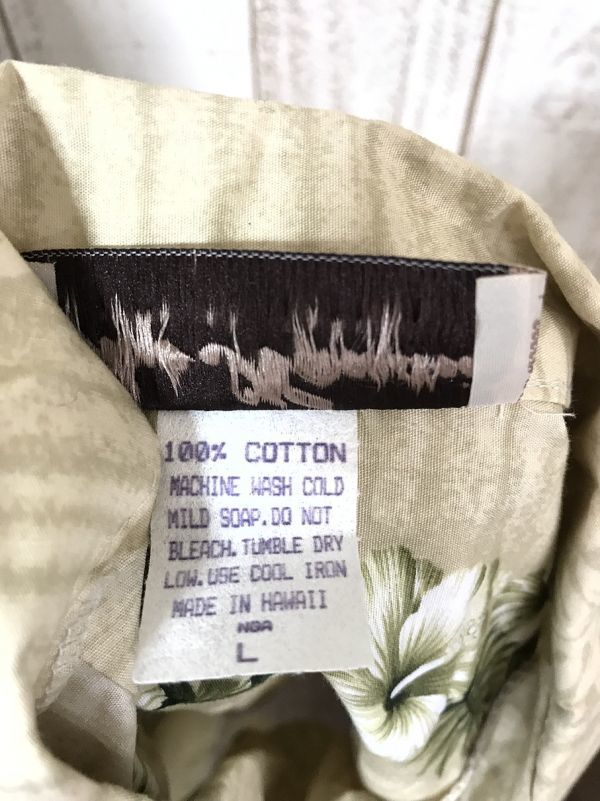 100% COTTON
MACHINE WASH COLD
MILD SOAP.DO NOT
BLEACH.TUMBLE DRY
LOW.USE COOL IRON
MADE IN HAWAII
NGA
L